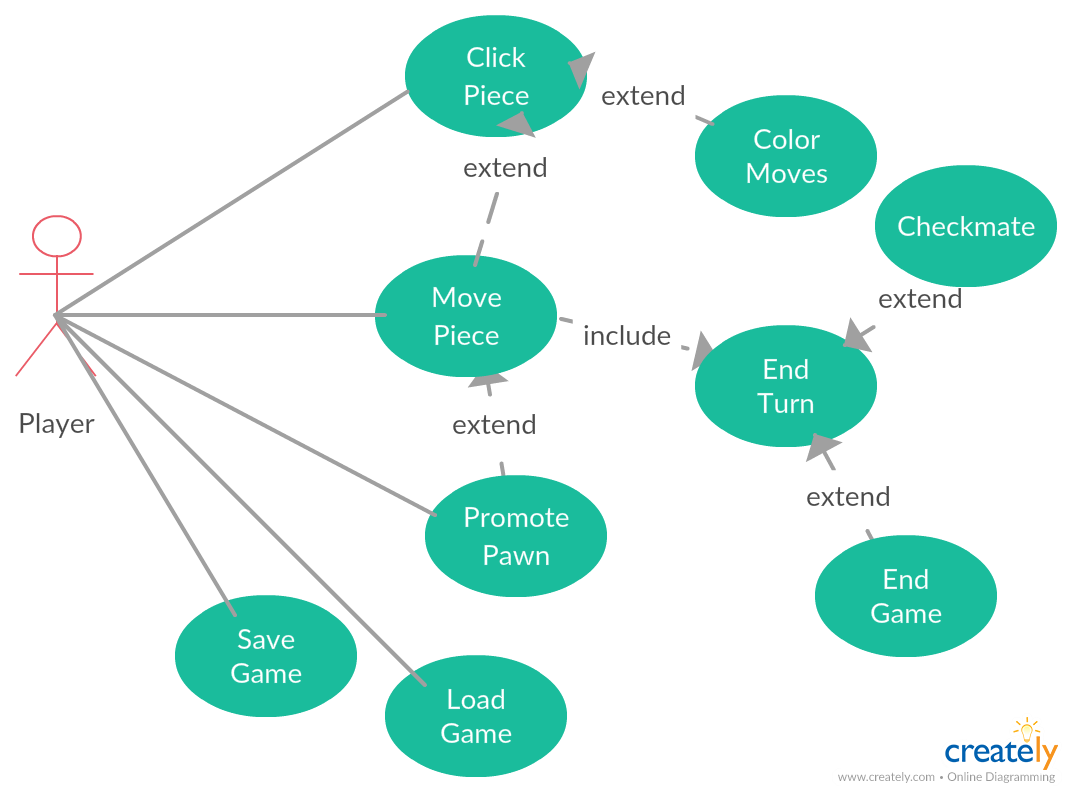 Click
Piece
extend
Color
Moves
extend
Checkmate
extend
Move
Piece
include
End
Turn
Player
extend
extend
Promote
Pawn
End
Game
Save
Game
Load
Game
creately
www.creately.com • Online Diagramming